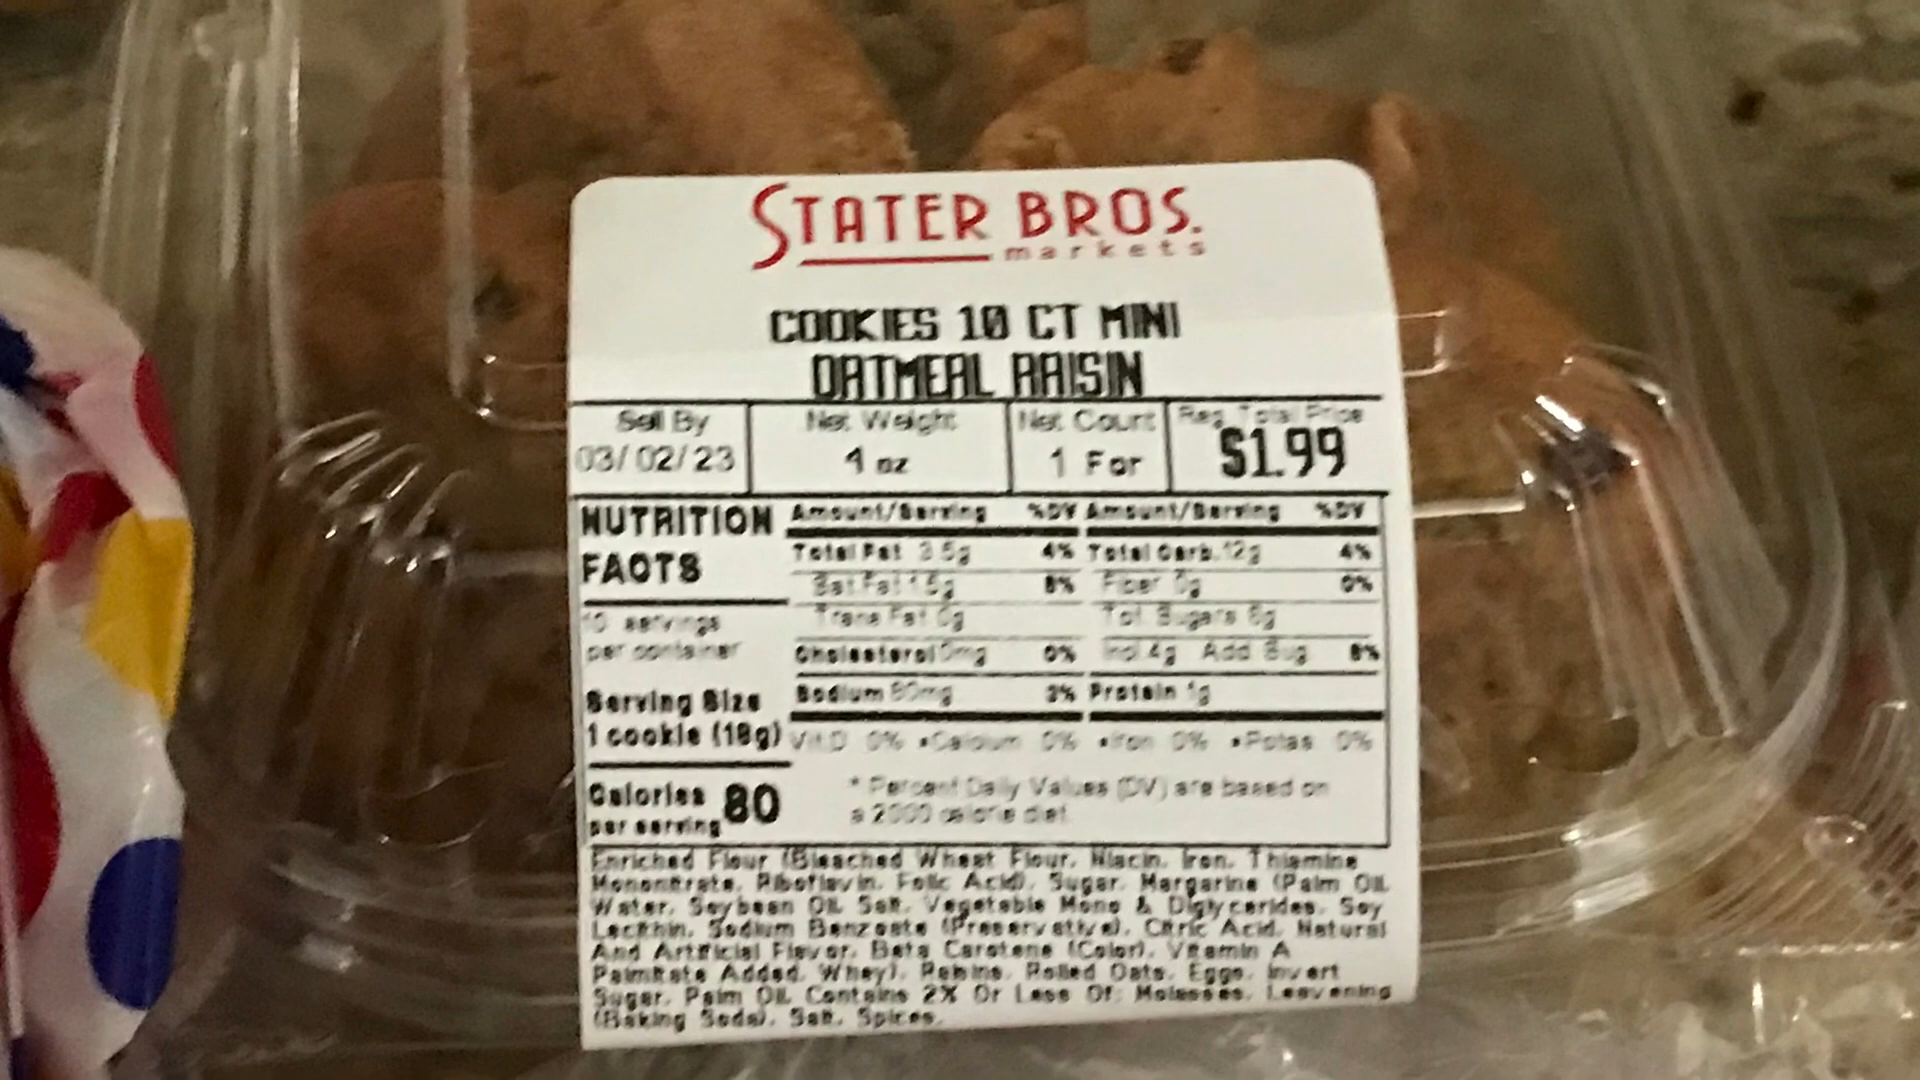 STATER BROS.
markets
COOKIES 10 CT MINI
OATMEAL RAISIN
Sell By
03/02/23
Net Weight
4 oz
Net Count
1 For
Reg. Total Price
$1.99
NUTRITION
FACTS
10 servings
per container
Serving Size
1 cookie (18g)
Calories 80
per serving
Amount/Serving %DV Amount/Serving %DV
Total Fat 3.5g 4% Total Carb. 12g 4%
Sat Fat 1.5g 8% Fiber 0g 0%
Trans Fat 0g Tot. Sugars 6g
Cholesterol 0mg 0% Incl 4g Add Sug 8%
Sodium mg % Protein 1g
Vit D 0% •Calcium 0% •Iron 0% •Potas 0%
* Percent Daily Values (DV) are based on
a 2000 calorie diet
Enriched Flour (Bleached Wheat Flour, Niacin, Iron, Thiamine
Mononitrate, Riboflavin, Folic Acid), Sugar, Margarine (Palm Oil,
Water, Soybean Oil, Salt, Vegetable Mono & Diglycerides, Soy
Lecithin, Sodium Benzoate (Preservative), Citric Acid, Natural
And Artificial Flavor, Beta Carotene (Color), Vitamin A
Palmitate Added, Whey), Raisins, Rolled Oats, Eggs, Invert
Sugar, Palm Oil, Contains 2% Or Less Of: Molasses, Leavening
(Baking Soda), Salt, Spices.